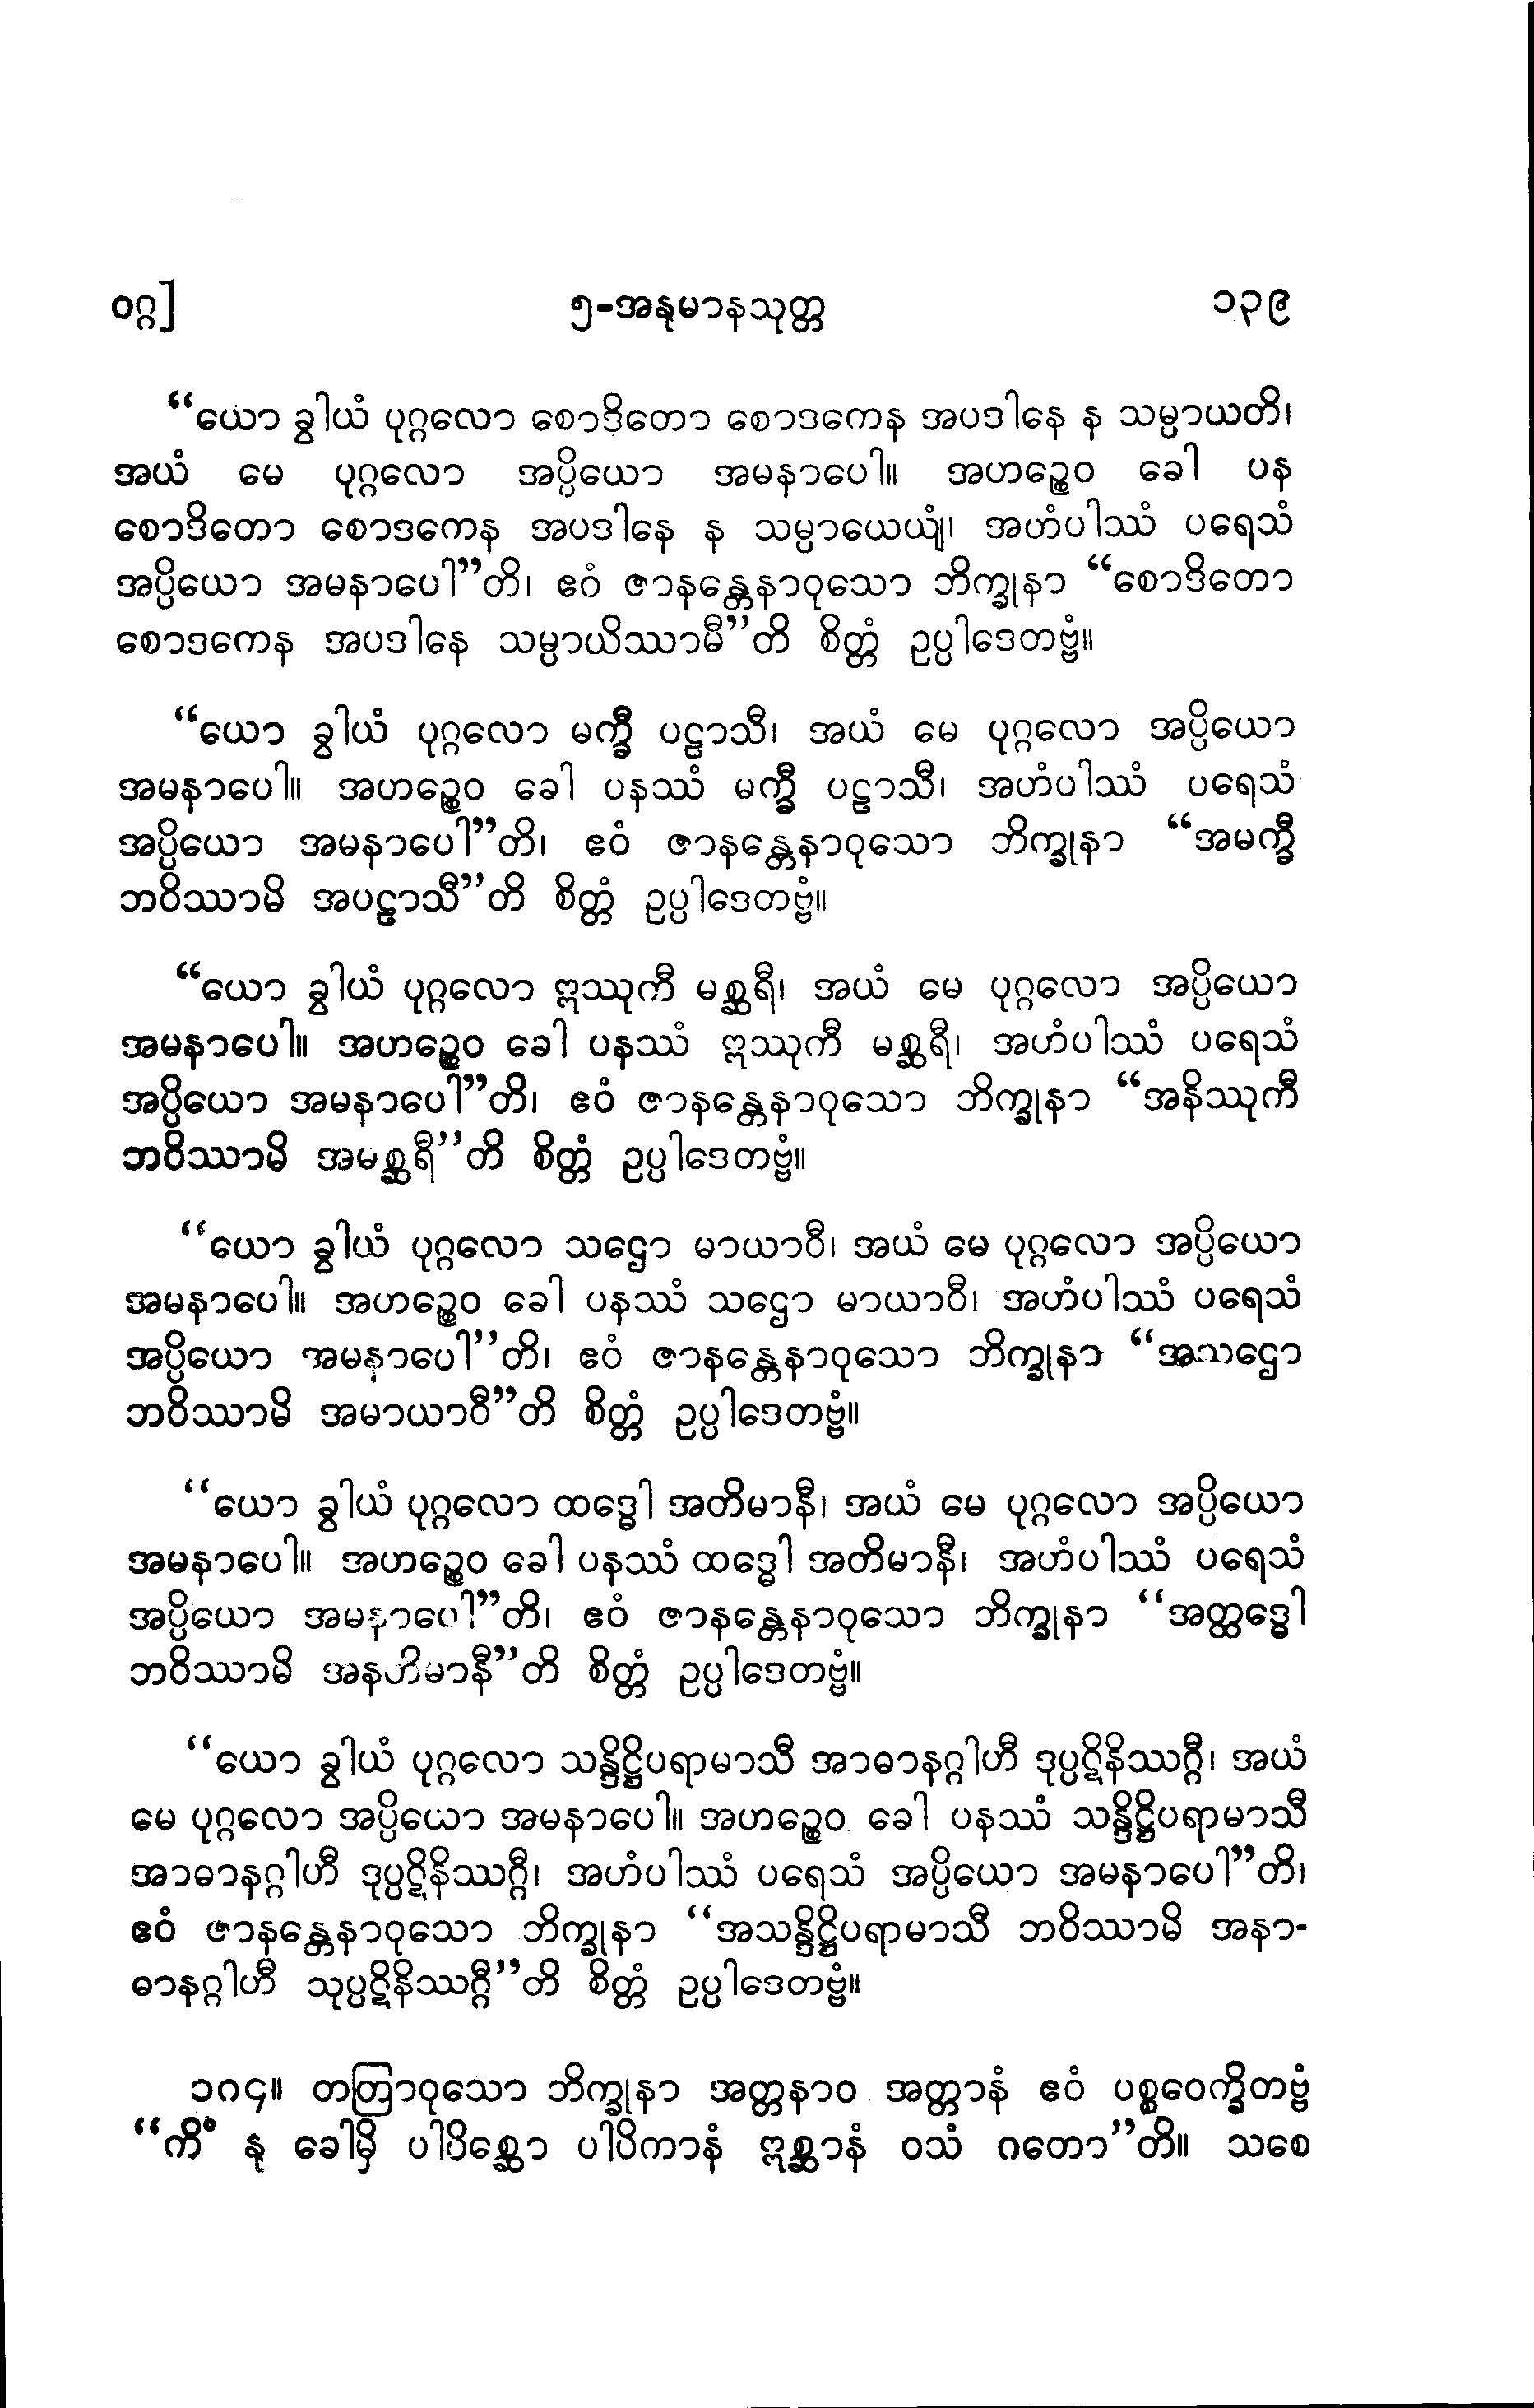 ဝဂ္ဂ]
၅-အနုမာနသုတ္တ
၁၃၉
“ယော ခွါယံ ပုဂ္ဂလော စောဒိတော စောဒကေန အပဒါနေ န သမ္ပာယတိ၊
အယံ မေ ပုဂ္ဂလော အပ္ပိယော အမနာပေါ။ အဟဉ္စေဝ ခေါ ပန
စောဒိတော စောဒကေန အပဒါနေ န သမ္ပာယေယျံ၊ အဟံပါဿံ ပရေသံ
အပ္ပိယော အမနာပေါ”တိ၊ ဧဝံ ဇာနန္တေနာဝုသော ဘိက္ခုနာ “စောဒိတော
စောဒကေန အပဒါနေ သမ္ပာယိဿာမီ”တိ စိတ္တံ ဥပ္ပါဒေတဗ္ဗံ။
“ယော ခွါယံ ပုဂ္ဂလော မက္ခီ ပဠာသီ၊ အယံ မေ ပုဂ္ဂလော အပ္ပိယော
အမနာပေါ။ အဟဉ္စေဝ ခေါ ပနဿံ မက္ခီ ပဠာသီ၊ အဟံပါဿံ ပရေသံ
အပ္ပိယော အမနာပေါ”တိ၊ ဧဝံ ဇာနန္တေနာဝုသော ဘိက္ခုနာ “အမက္ခီ
ဘဝိဿာမိ အပဠာသီ”တိ စိတ္တံ ဥပ္ပါဒေတဗ္ဗံ။
“ယော ခွါယံ ပုဂ္ဂလော ဣဿုကီ မစ္ဆရီ၊ အယံ မေ ပုဂ္ဂလော အပ္ပိယော
အမနာပေါ။ အဟဉ္စေဝ ခေါ ပနဿံ ဣဿုကီ မစ္ဆရီ၊ အဟံပါဿံ ပရေသံ
အပ္ပိယော အမနာပေါ”တိ၊ ဧဝံ ဇာနန္တေနာဝုသော ဘိက္ခုနာ “အနိဿုကီ
ဘဝိဿာမိ အမစ္ဆရီ”တိ စိတ္တံ ဥပ္ပါဒေတဗ္ဗံ။
“ယော ခွါယံ ပုဂ္ဂလော သဌော မာယာဝီ၊ အယံ မေ ပုဂ္ဂလော အပ္ပိယော
အမနာပေါ။ အဟဉ္စေဝ ခေါ ပနဿံ သဌော မာယာဝီ၊ အဟံပါဿံ ပရေသံ
အပ္ပိယော အမနာပေါ”တိ၊ ဧဝံ ဇာနန္တေနာဝုသော ဘိက္ခုနာ “အသဌော
ဘဝိဿာမိ အမာယာဝီ”တိ စိတ္တံ ဥပ္ပါဒေတဗ္ဗံ။
“ယော ခွါယံ ပုဂ္ဂလော ထဒ္ဓေါ အတိမာနီ၊ အယံ မေ ပုဂ္ဂလော အပ္ပိယော
အမနာပေါ။ အဟဉ္စေဝ ခေါ ပနဿံ ထဒ္ဓေါ အတိမာနီ၊ အဟံပါဿံ ပရေသံ
အပ္ပိယော အမနာပေါ”တိ၊ ဧဝံ ဇာနန္တေနာဝုသော ဘိက္ခုနာ “အတ္ထဒ္ဓေါ
ဘဝိဿာမိ အနတိမာနီ”တိ စိတ္တံ ဥပ္ပါဒေတဗ္ဗံ။
“ယော ခွါယံ ပုဂ္ဂလော သန္ဒိဋ္ဌိပရာမာသီ အာဓာနဂ္ဂါဟီ ဒုပ္ပဋိနိဿဂ္ဂီ၊ အယံ
မေ ပုဂ္ဂလော အပ္ပိယော အမနာပေါ။ အဟဉ္စေဝ ခေါ ပနဿံ သန္ဒိဋ္ဌိပရာမာသီ
အာဓာနဂ္ဂါဟီ ဒုပ္ပဋိနိဿဂ္ဂီ၊ အဟံပါဿံ ပရေသံ အပ္ပိယော အမနာပေါ”တိ၊
ဧဝံ ဇာနန္တေနာဝုသော ဘိက္ခုနာ “အသန္ဒိဋ္ဌိပရာမာသီ ဘဝိဿာမိ အနာ-
ဓာနဂ္ဂါဟီ သုပ္ပဋိနိဿဂ္ဂီ”တိ စိတ္တံ ဥပ္ပါဒေတဗ္ဗံ။
၁၈၄။ တတြာဝုသော ဘိက္ခုနာ အတ္တနာဝ အတ္တာနံ ဧဝံ ပစ္စဝေက္ခိတဗ္ဗံ
“ကိံ နု ခေါမှိ ပါပိစ္ဆော ပါပိကာနံ ဣစ္ဆာနံ ဝသံ ဂတော”တိ။ သစေ